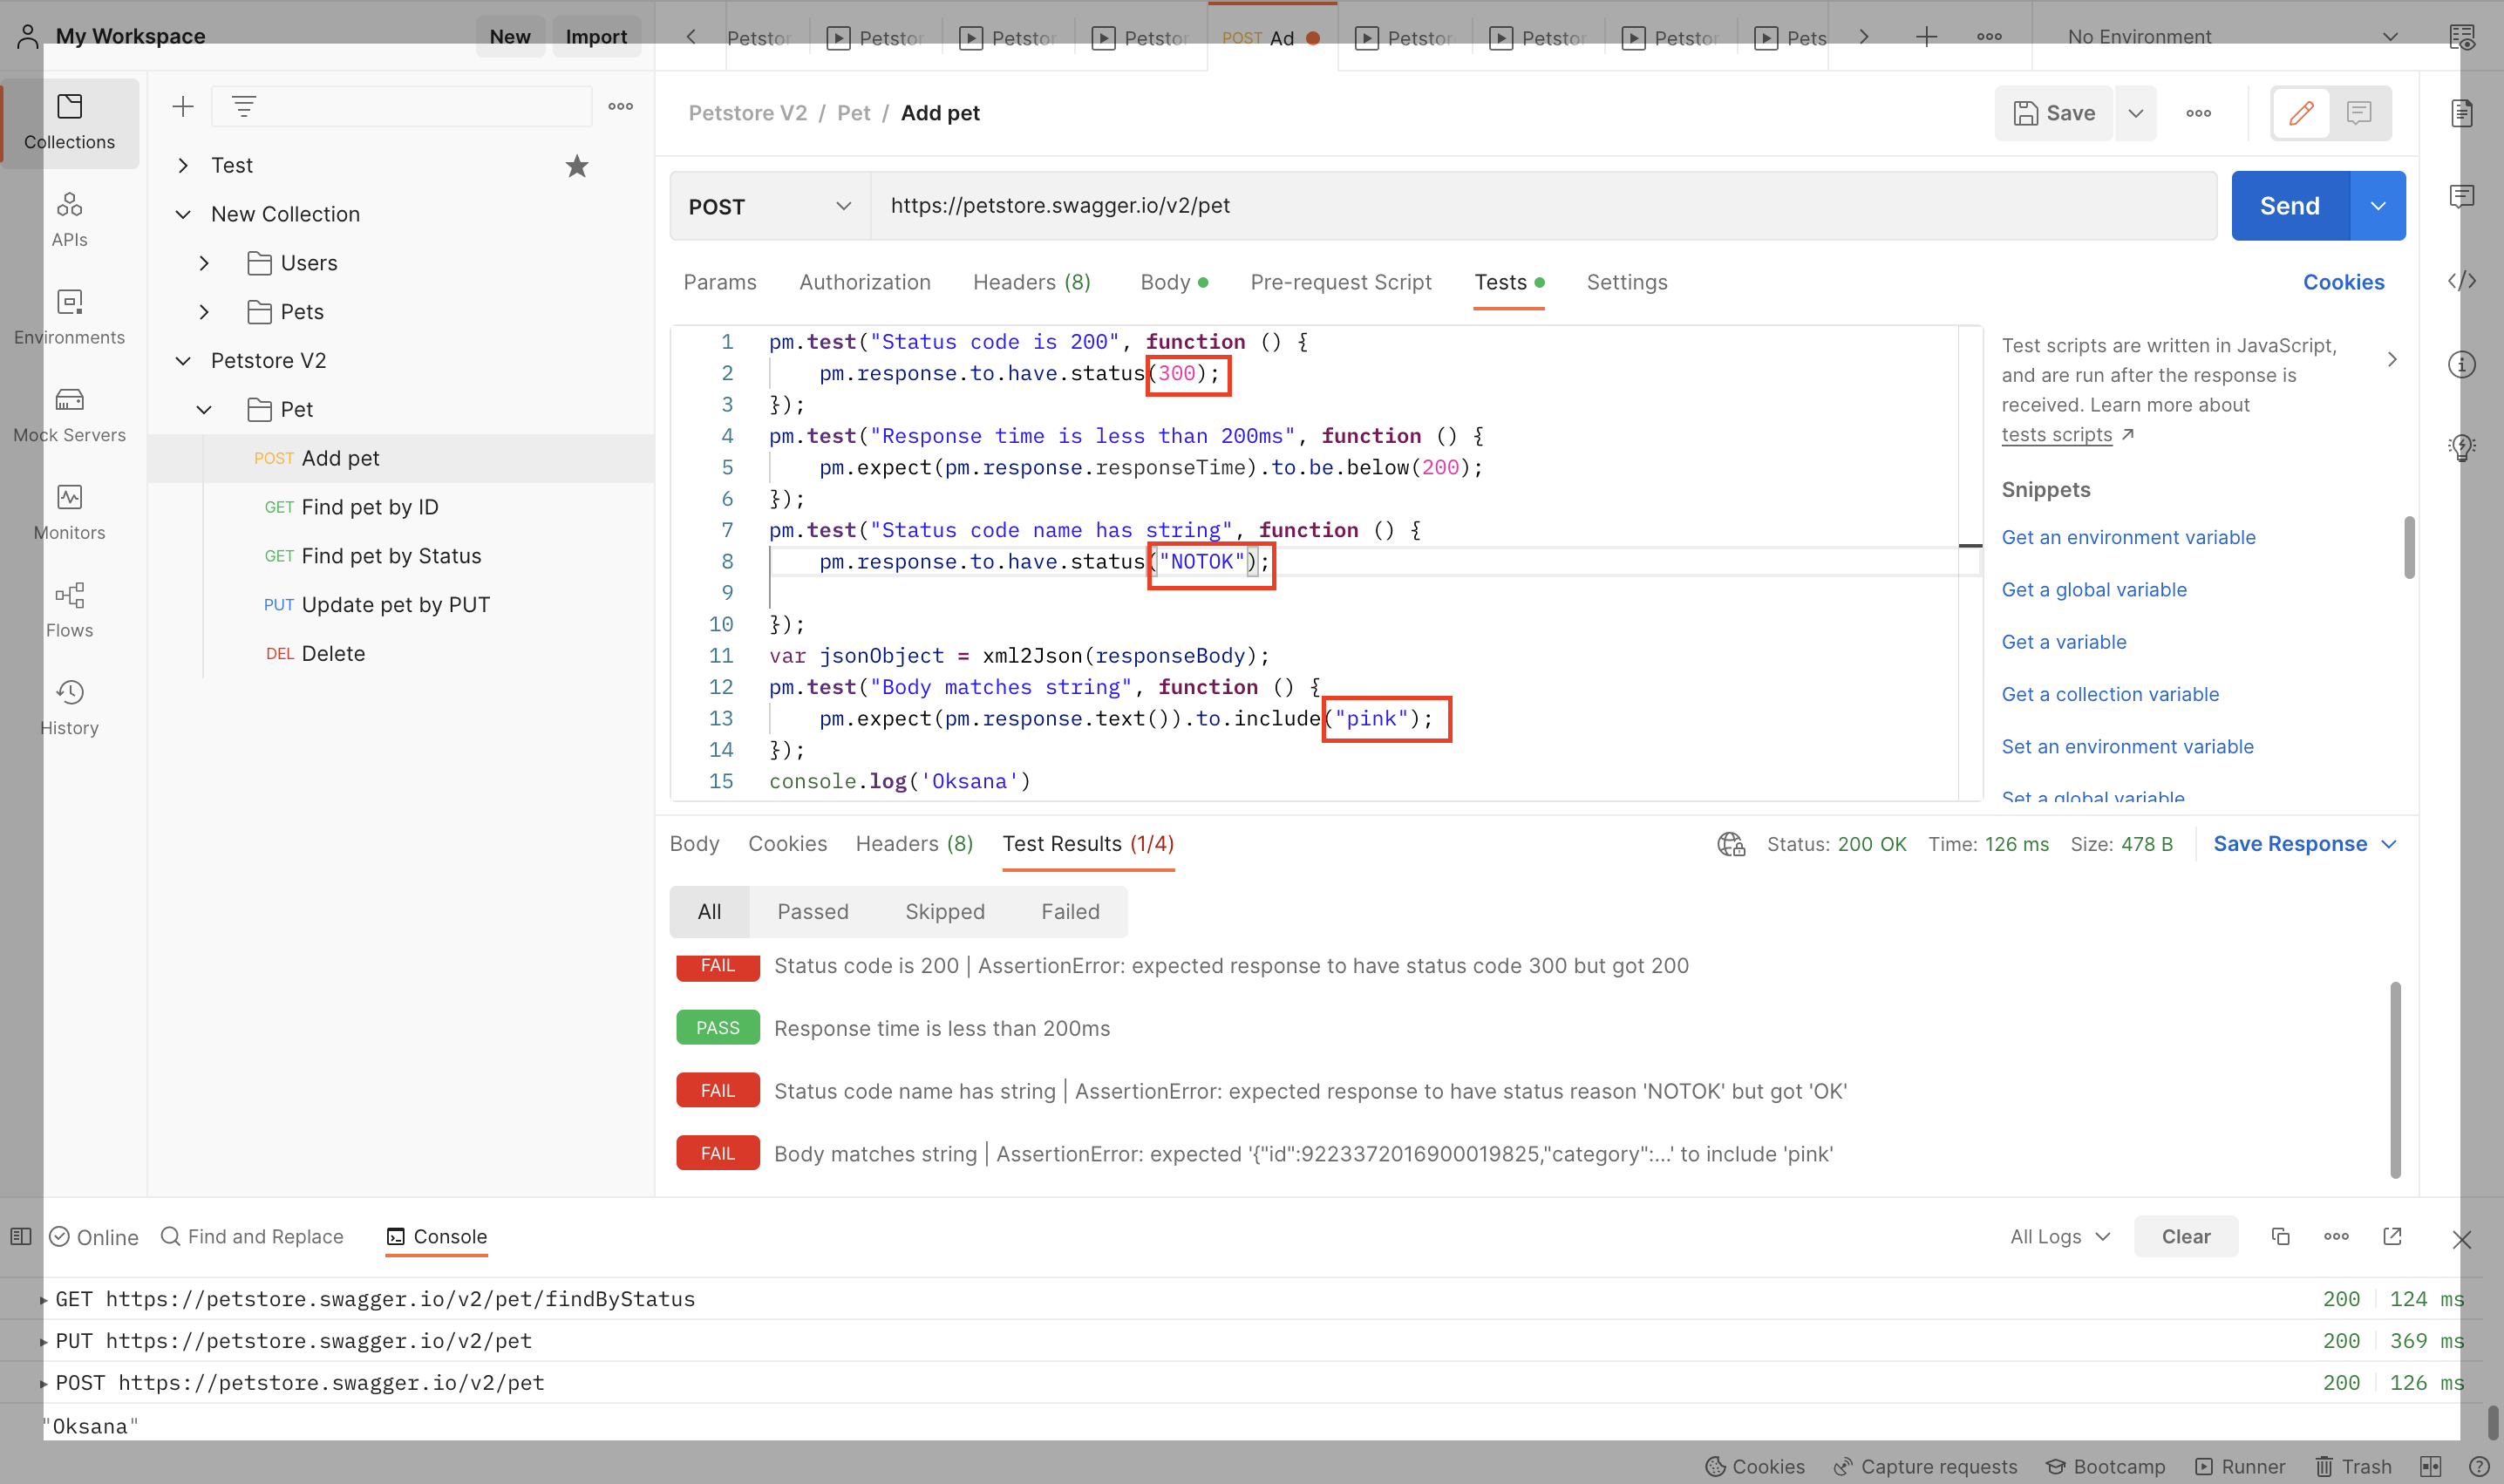 My Workspace
New
Import
Petstor
Petstor
Petstor
Petstor
POST Ad
Petstor
Petstor
Petstor
Pets
No Environment
Collections
APIs
Environments
Mock Servers
Monitors
Flows
History
Test
New Collection
Users
Pets
Petstore V2
Pet
POST Add pet
GET Find pet by ID
GET Find pet by Status
PUT Update pet by PUT
DEL Delete
Petstore V2 / Pet / Add pet
Save
POST
https://petstore.swagger.io/v2/pet
Send
Params
Authorization
Headers (8)
Body
Pre-request Script
Tests
Settings
Cookies
1 pm.test("Status code is 200", function () {
2 pm.response.to.have.status(300);
3 });
4 pm.test("Response time is less than 200ms", function () {
5 pm.expect(pm.response.responseTime).to.be.below(200);
6 });
7 pm.test("Status code name has string", function () {
8 pm.response.to.have.status("NOTOK");
9
10 });
11 var jsonObject = xml2Json(responseBody);
12 pm.test("Body matches string", function () {
13 pm.expect(pm.response.text()).to.include("pink");
14 });
15 console.log('Oksana')
Test scripts are written in JavaScript,
and are run after the response is
received. Learn more about
tests scripts
Snippets
Get an environment variable
Get a global variable
Get a variable
Get a collection variable
Set an environment variable
Set a global variable
Body
Cookies
Headers (8)
Test Results (1/4)
Status: 200 OK
Time: 126 ms
Size: 478 B
Save Response
All
Passed
Skipped
Failed
FAIL Status code is 200 | AssertionError: expected response to have status code 300 but got 200
PASS Response time is less than 200ms
FAIL Status code name has string | AssertionError: expected response to have status reason 'NOTOK' but got 'OK'
FAIL Body matches string | AssertionError: expected '{"id":9223372016900019825,"category":...' to include 'pink'
Online
Find and Replace
Console
All Logs
Clear
GET https://petstore.swagger.io/v2/pet/findByStatus 200 124 ms
PUT https://petstore.swagger.io/v2/pet 200 369 ms
POST https://petstore.swagger.io/v2/pet 200 126 ms
"Oksana"
Cookies
Capture requests
Bootcamp
Runner
Trash